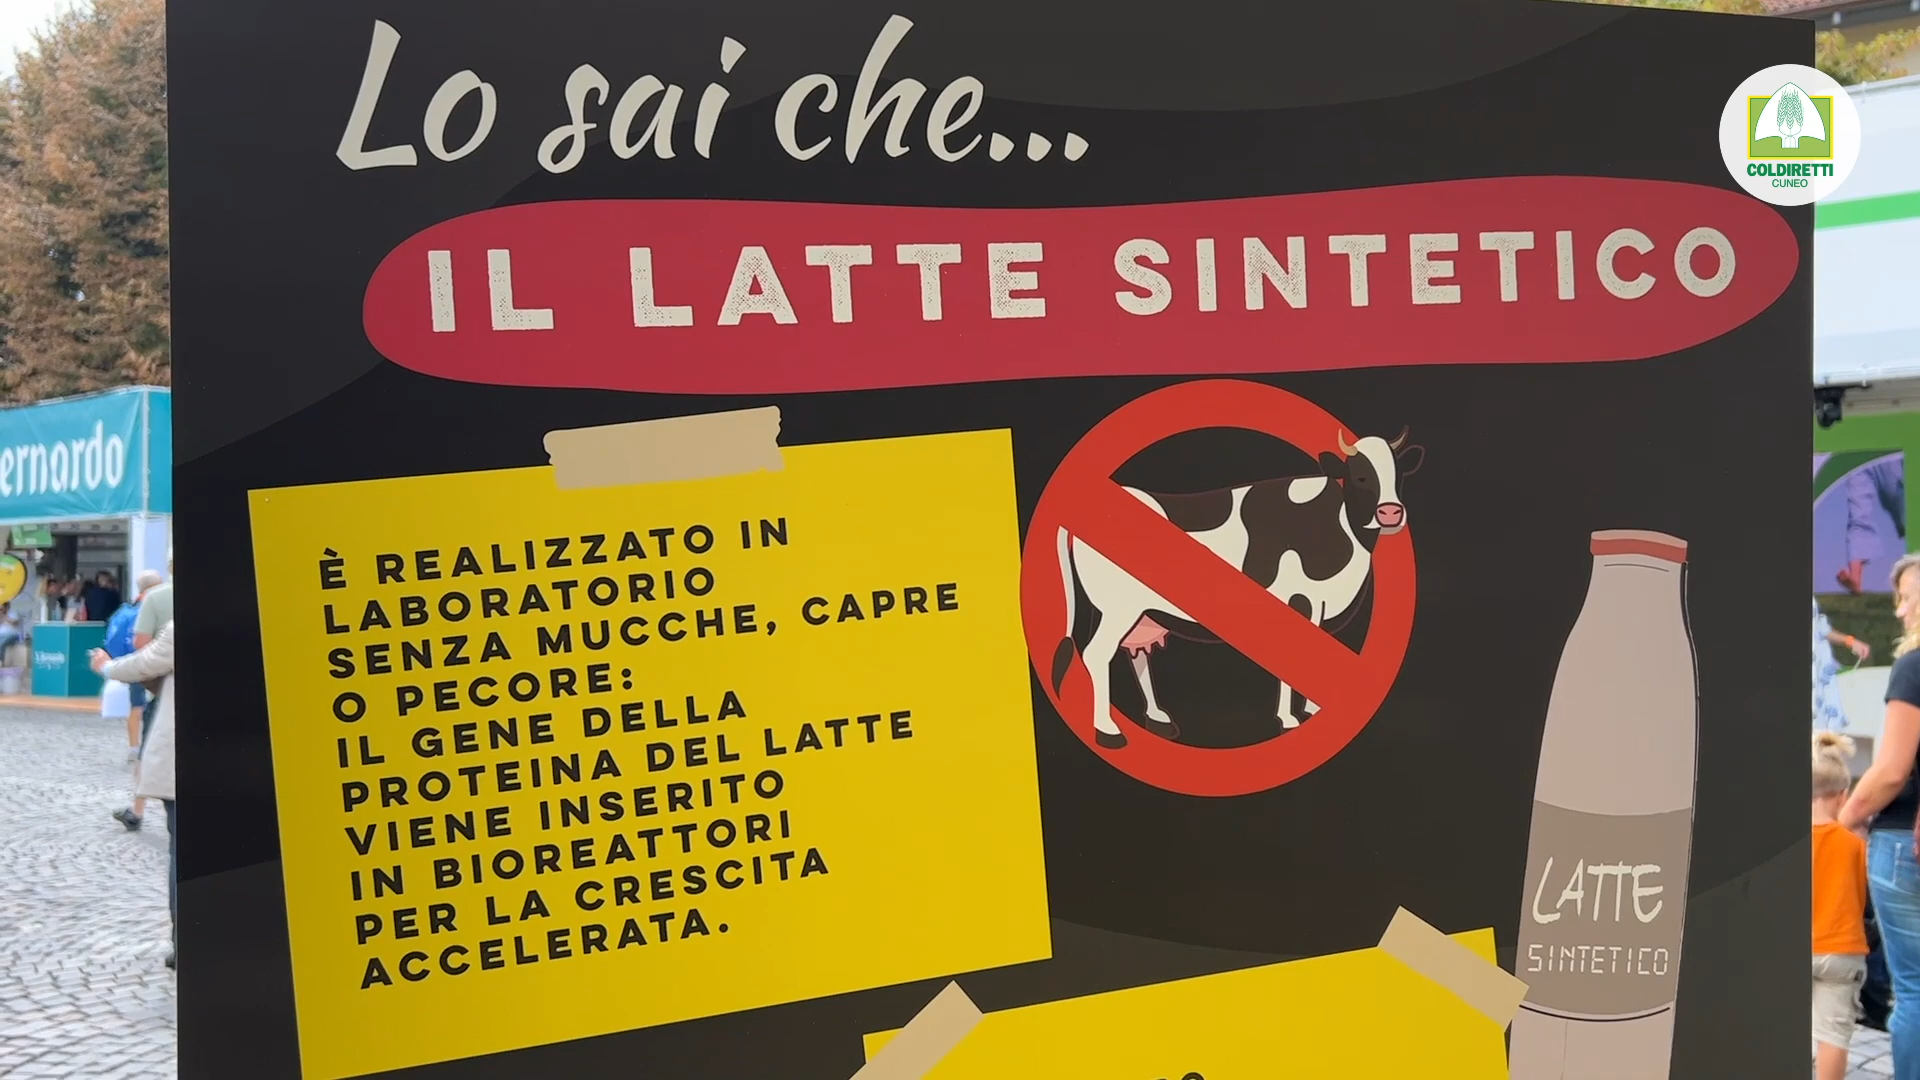 Lo sai che...
IL LATTE SINTETICO
COLDIRETTI
CUNEO
ernardo
È REALIZZATO IN
LABORATORIO
SENZA MUCCHE, CAPRE
O PECORE:
IL GENE DELLA
PROTEINA DEL LATTE
VIENE INSERITO
IN BIOREATTORI
PER LA CRESCITA
ACCELERATA.
LATTE
SINTETICO